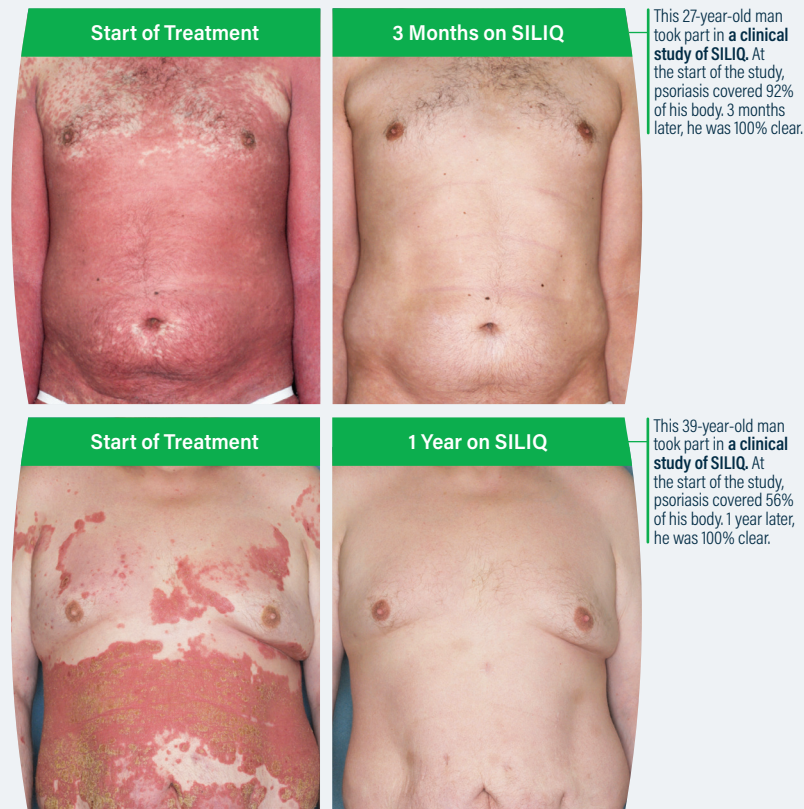 Start of Treatment
3 Months on SILIQ
This 27-year-old man
took part in a clinical
study of SILIQ. At
the start of the study,
psoriasis covered 92%
of his body. 3 months
later, he was 100% clear.
Start of Treatment
1 Year on SILIQ
This 39-year-old man
took part in a clinical
study of SILIQ. At
the start of the study,
psoriasis covered 56%
of his body. 1 year later,
he was 100% clear.